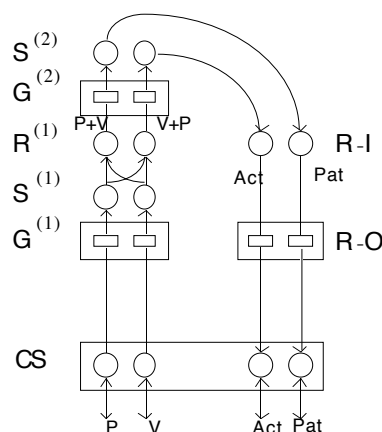 S(2)
G(2)
P+V V+P
R(1) R-I
Act Pat
S(1)
G(1) R-O
CS
P V Act Pat